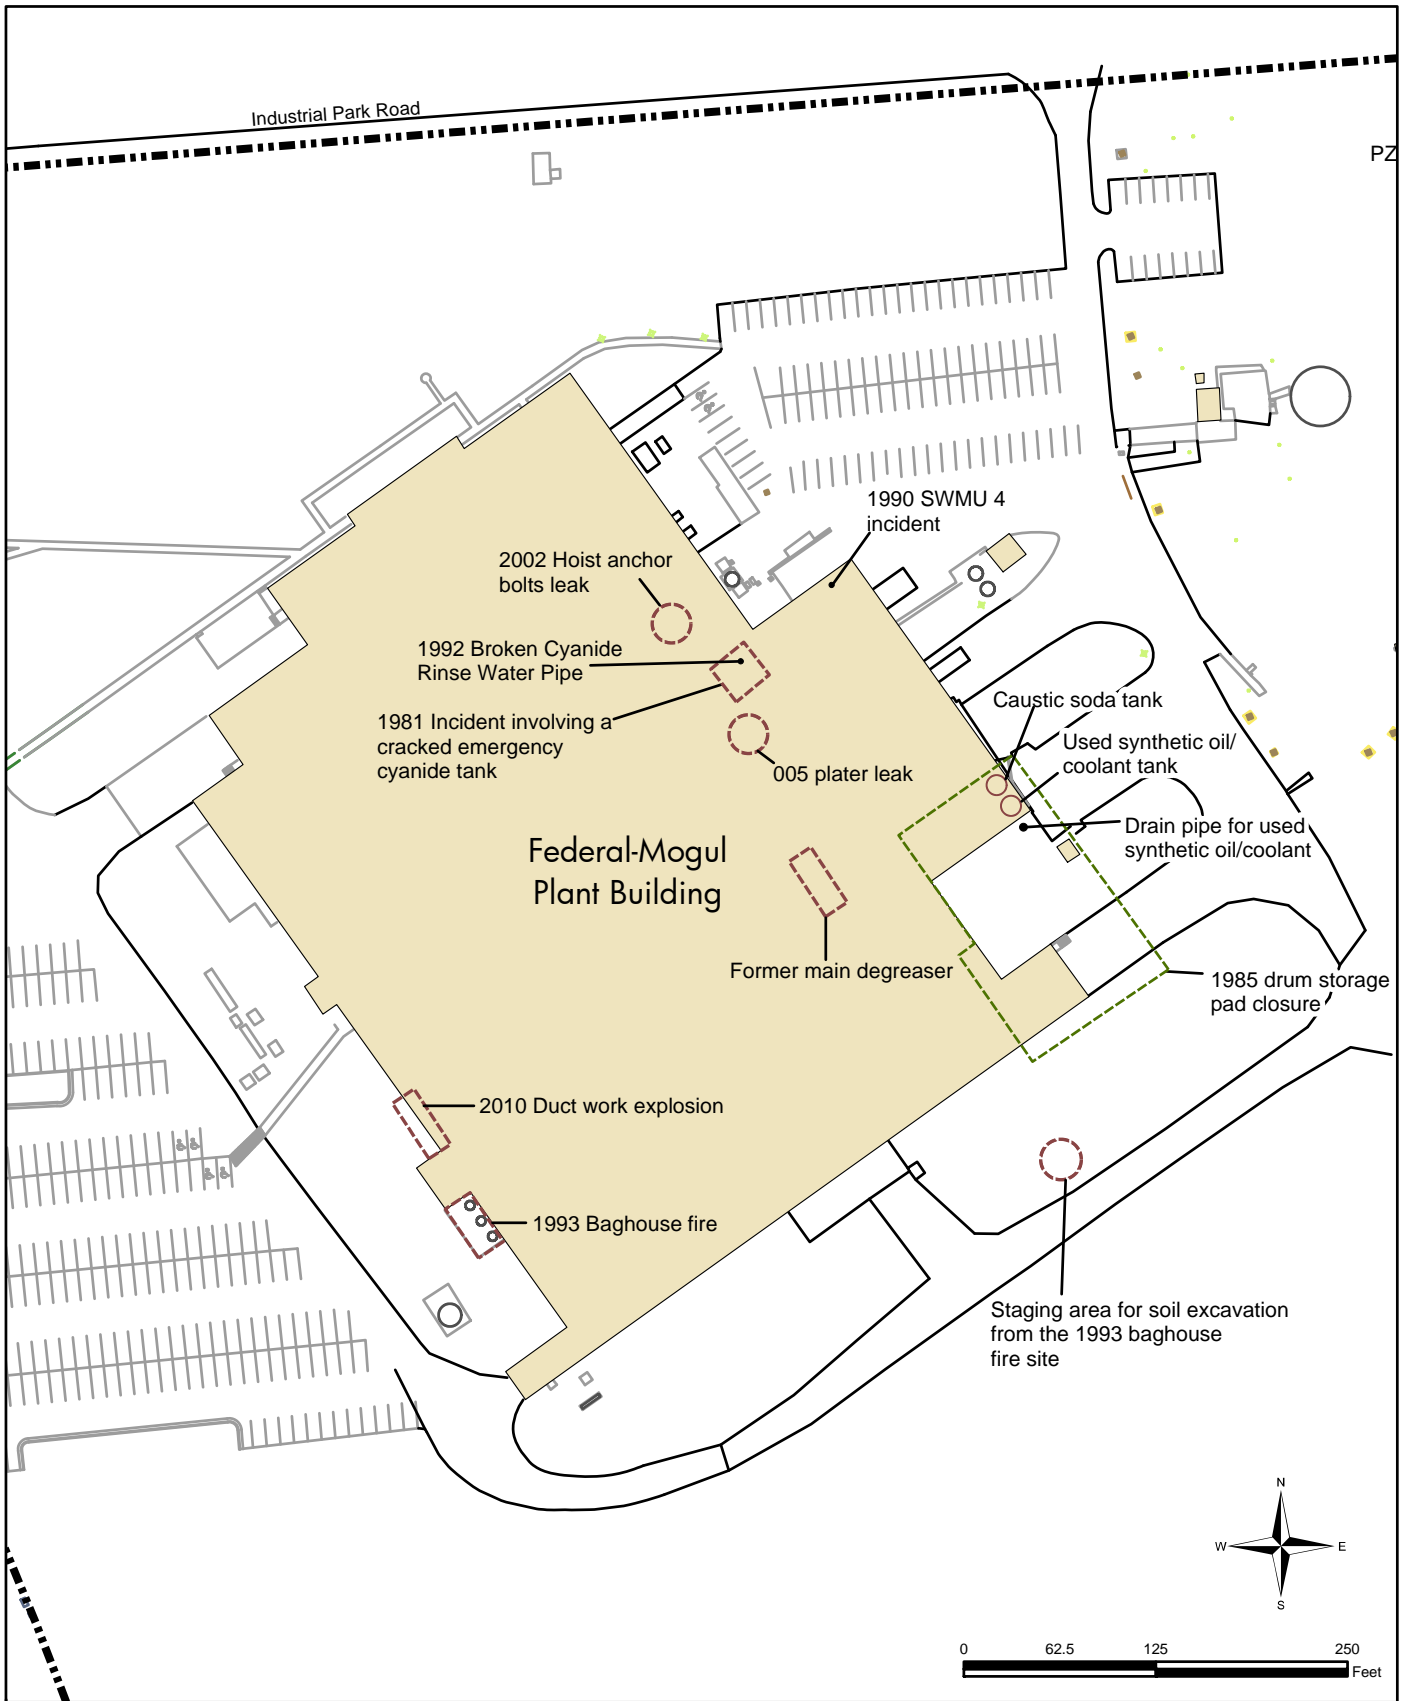 Industrial Park Road
PZ
1990 SWMU 4
incident
2002 Hoist anchor
bolts leak
1992 Broken Cyanide
Rinse Water Pipe
1981 Incident involving a
cracked emergency
cyanide tank
005 plater leak
Caustic soda tank
Used synthetic oil/
coolant tank
Drain pipe for used
synthetic oil/coolant
Federal-Mogul
Plant Building
Former main degreaser
1985 drum storage
pad closure
2010 Duct work explosion
1993 Baghouse fire
Staging area for soil excavation
from the 1993 baghouse
fire site
N
W E
S
0 62.5 125 250
Feet